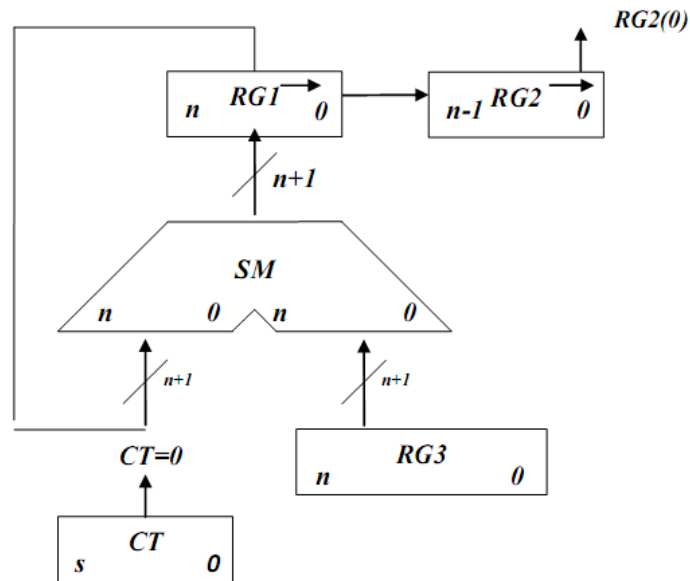 RG2(0)
n RG1 0
n-1 RG2 0
n+1
SM
n 0 n 0
n+1
n+1
CT=0
RG3
n 0
CT
s 0